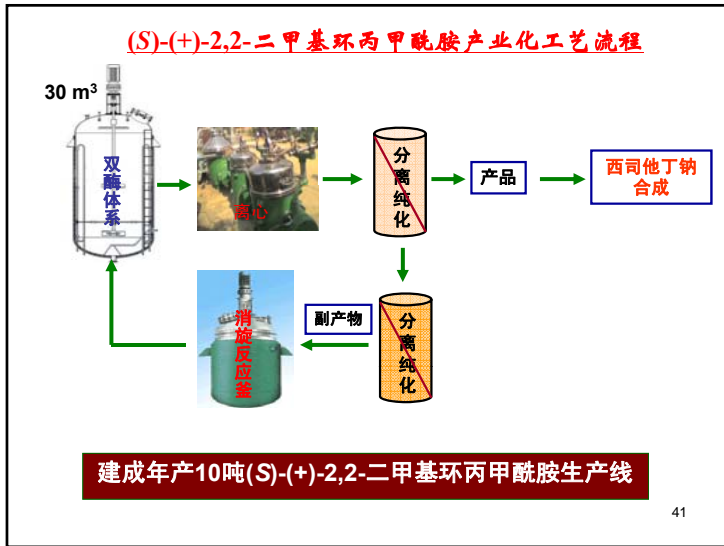 (S)-(+)-2,2-二甲基环丙甲酰胺产业化工艺流程
30 m³
双酶体系
离心
分离纯化
产品
西司他丁钠
合成
消旋反应釜
副产物
分离纯化
建成年产10吨(S)-(+)-2,2-二甲基环丙甲酰胺生产线
41